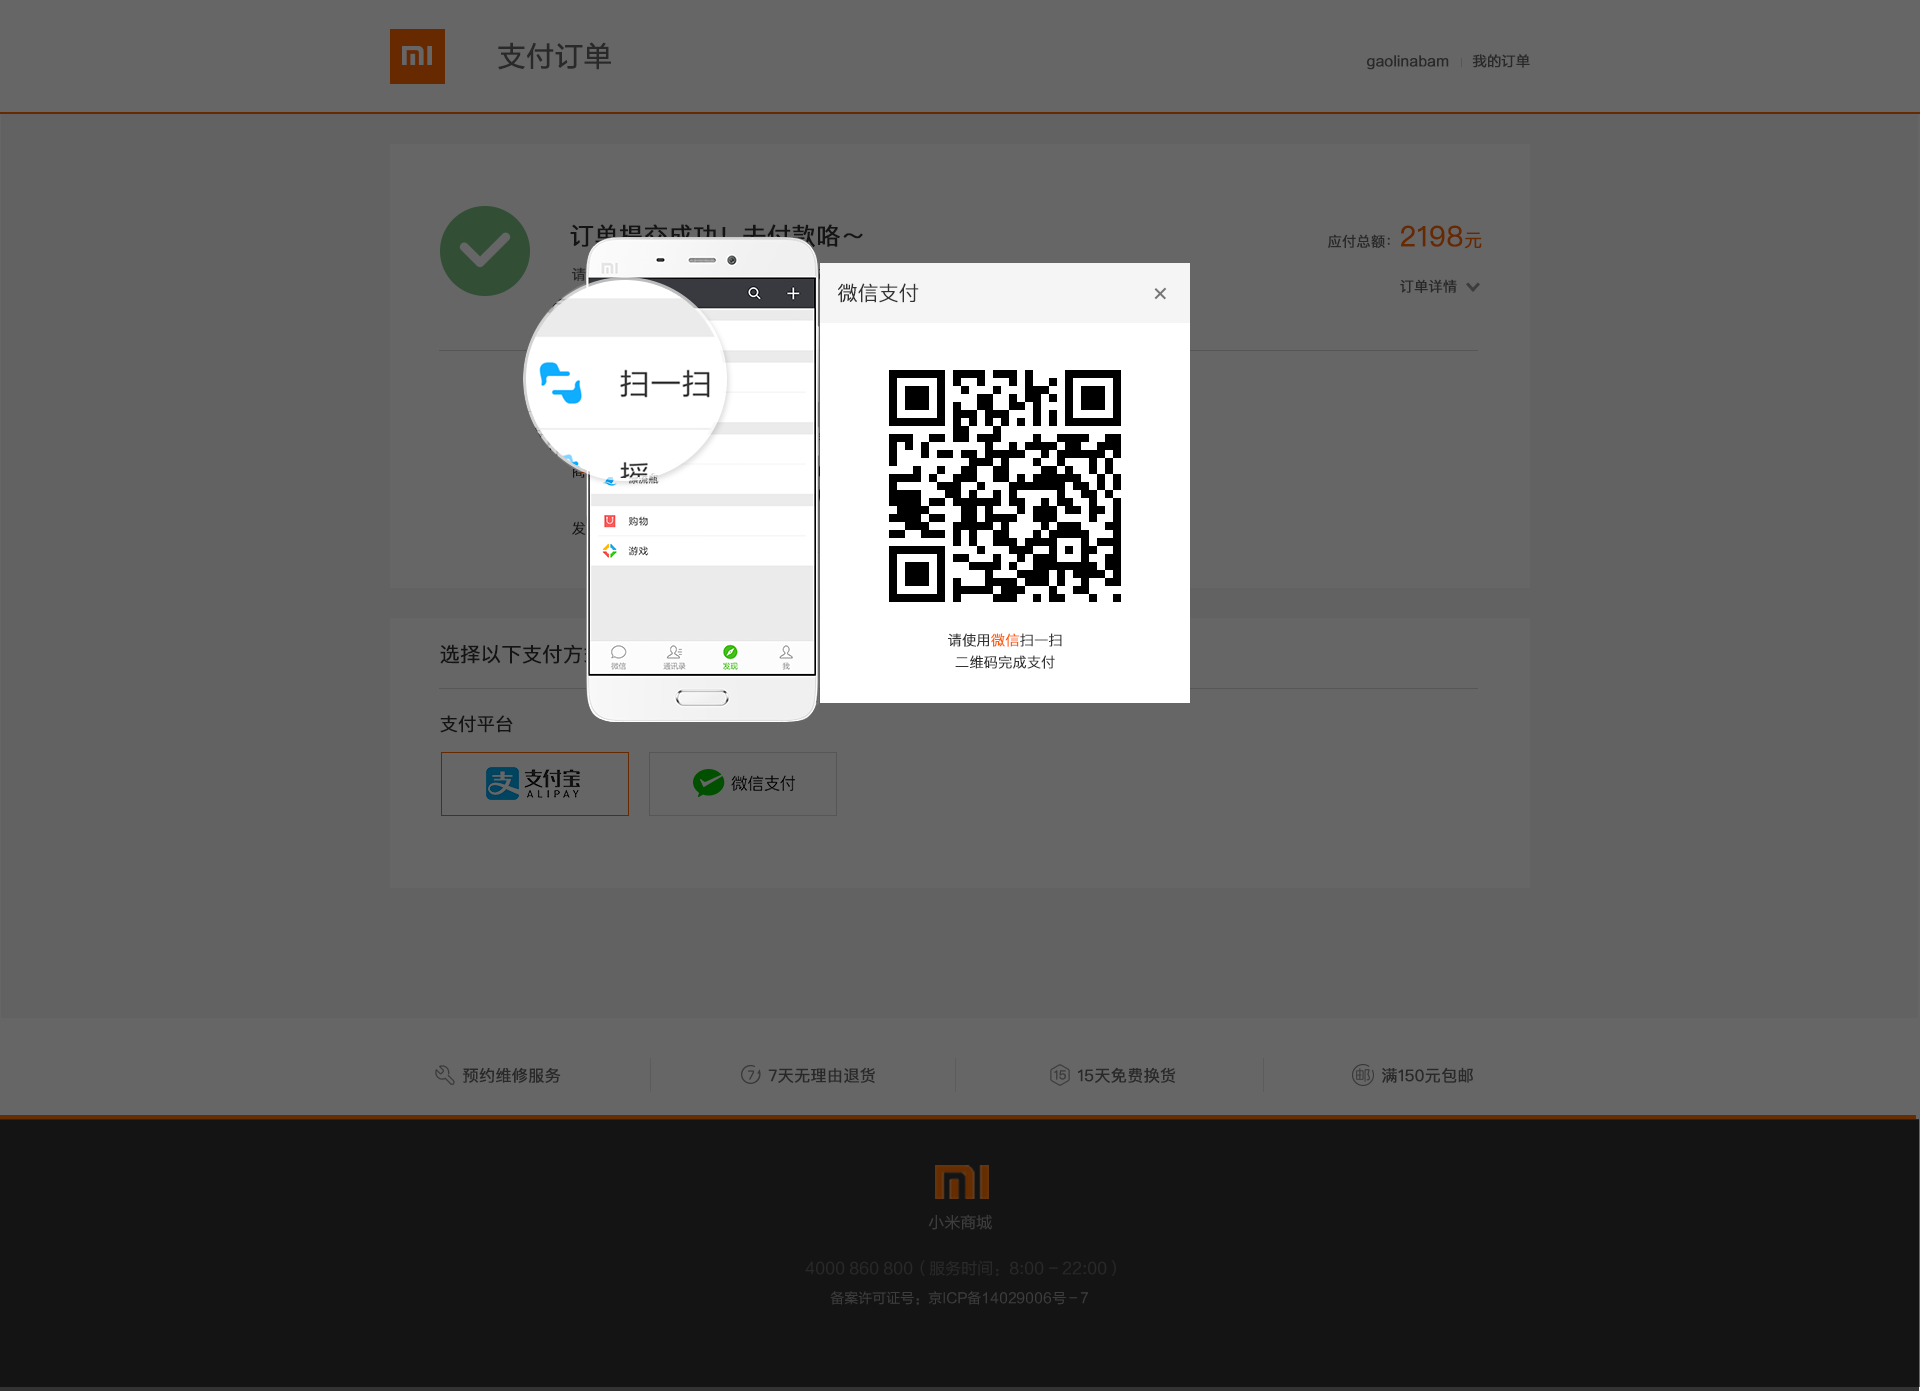 支付订单
gaolinabam
我的订单
订单提交成功！去付款咯～
应付总额：2198元
请
订单详情
微信支付
扫一扫
摇
漂流瓶
购物
发
游戏
微信
通讯录
发现
我
请使用微信扫一扫
二维码完成支付
选择以下支付方
支付平台
支付宝
ALIPAY
微信支付
预约维修服务
7天无理由退货
15天免费换货
满150元包邮
小米商城
4000 860 800（服务时间：8:00－22:00）
备案许可证号：京ICP备14029006号－7